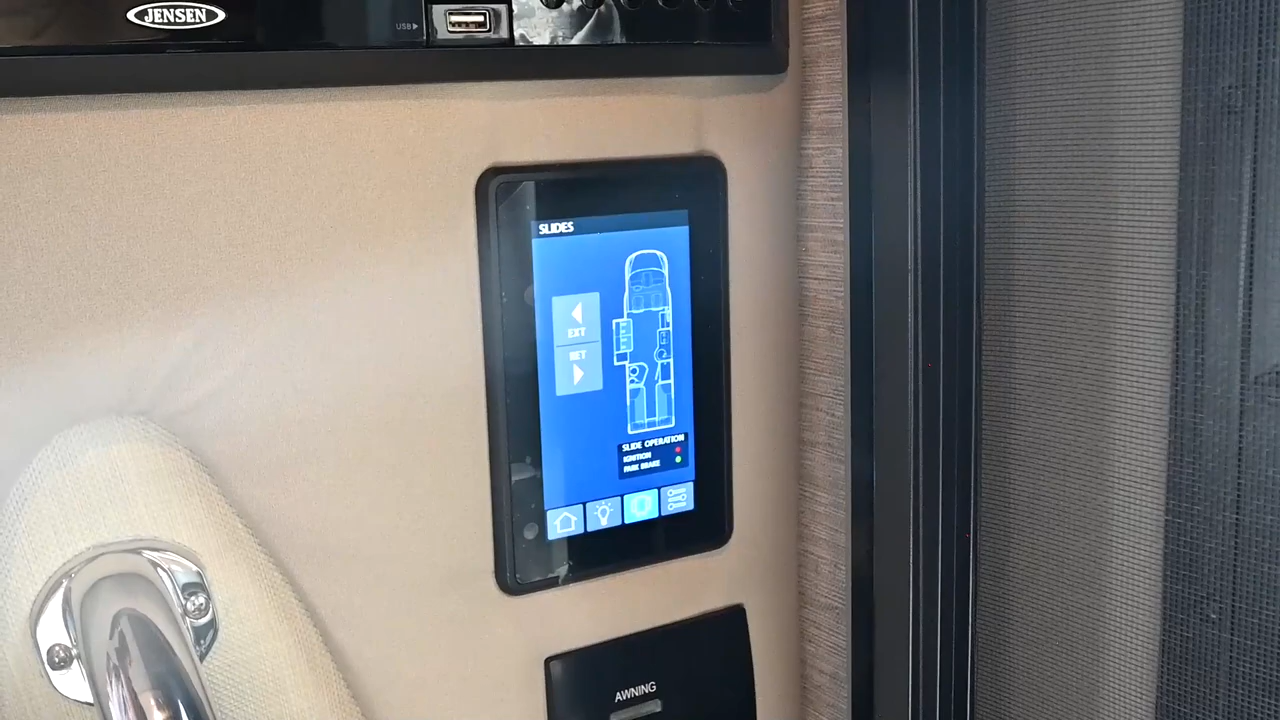 JENSEN
USB
SLIDES
EXT
RET
SLIDE OPERATION
IGNITION
PARK BRAKE
AWNING